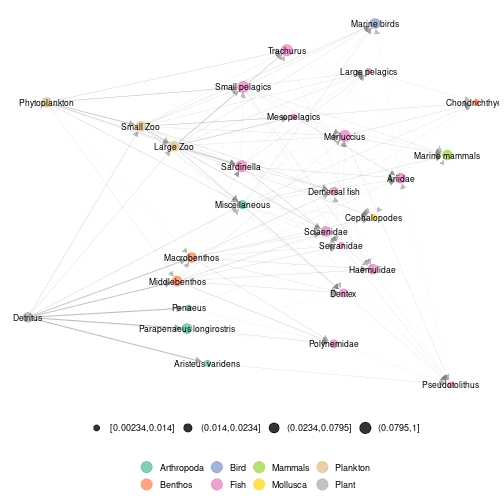 Marine birds
Trachurus
Large pelagics
Small pelagics
Phytoplankton
Chondrichthye
Mesopelagics
Small Zoo
Merluccius
Large Zoo
Marine mammals
Sardinella
Ariidae
Demersal fish
Miscellaneous
Cephalopodes
Sciaenidae
Serranidae
Macrobenthos
Haemulidae
Middlebenthos
Dentex
Penaeus
Detritus
Parapenaeus longirostris
Polynemidae
Aristeus varidens
Pseudotolithus
[0.00234,0.014] (0.014,0.0234] (0.0234,0.0795] (0.0795,1]
Arthropoda Bird Mammals Plankton
Benthos Fish Mollusca Plant